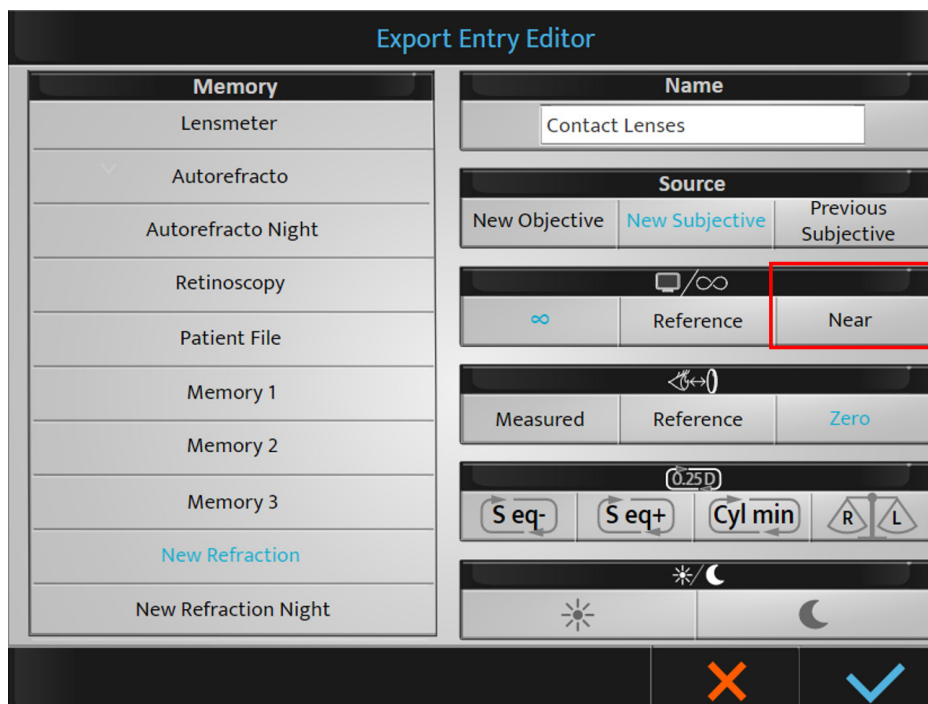 Export Entry Editor
Memory
Lensmeter
Autorefracto
Autorefracto Night
Retinoscopy
Patient File
Memory 1
Memory 2
Memory 3
New Refraction
New Refraction Night
Name
Contact Lenses
Source
New Objective
New Subjective
Previous
Subjective
/∞
∞
Reference
Near
Measured
Reference
Zero
0.25 D
S eq-
S eq+
Cyl min
R
L
/